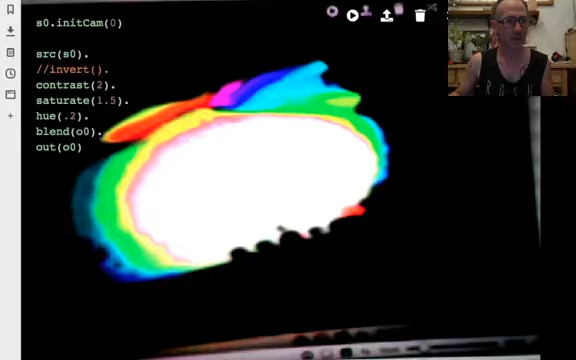 s0.initCam(0)
src(s0).
//invert().
contrast(2).
saturate(1.5).
hue(.2).
blend(o0).
out(o0)